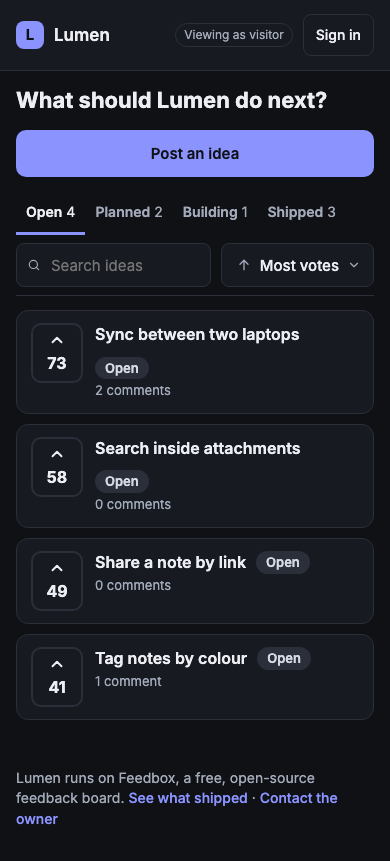 L Lumen Viewing as visitor Sign in
What should Lumen do next?
Post an idea
Open 4 Planned 2 Building 1 Shipped 3
Search ideas Most votes
73 Sync between two laptops
Open
2 comments
58 Search inside attachments
Open
0 comments
49 Share a note by link Open
0 comments
41 Tag notes by colour Open
1 comment
Lumen runs on Feedbox, a free, open-source
feedback board. See what shipped · Contact the
owner